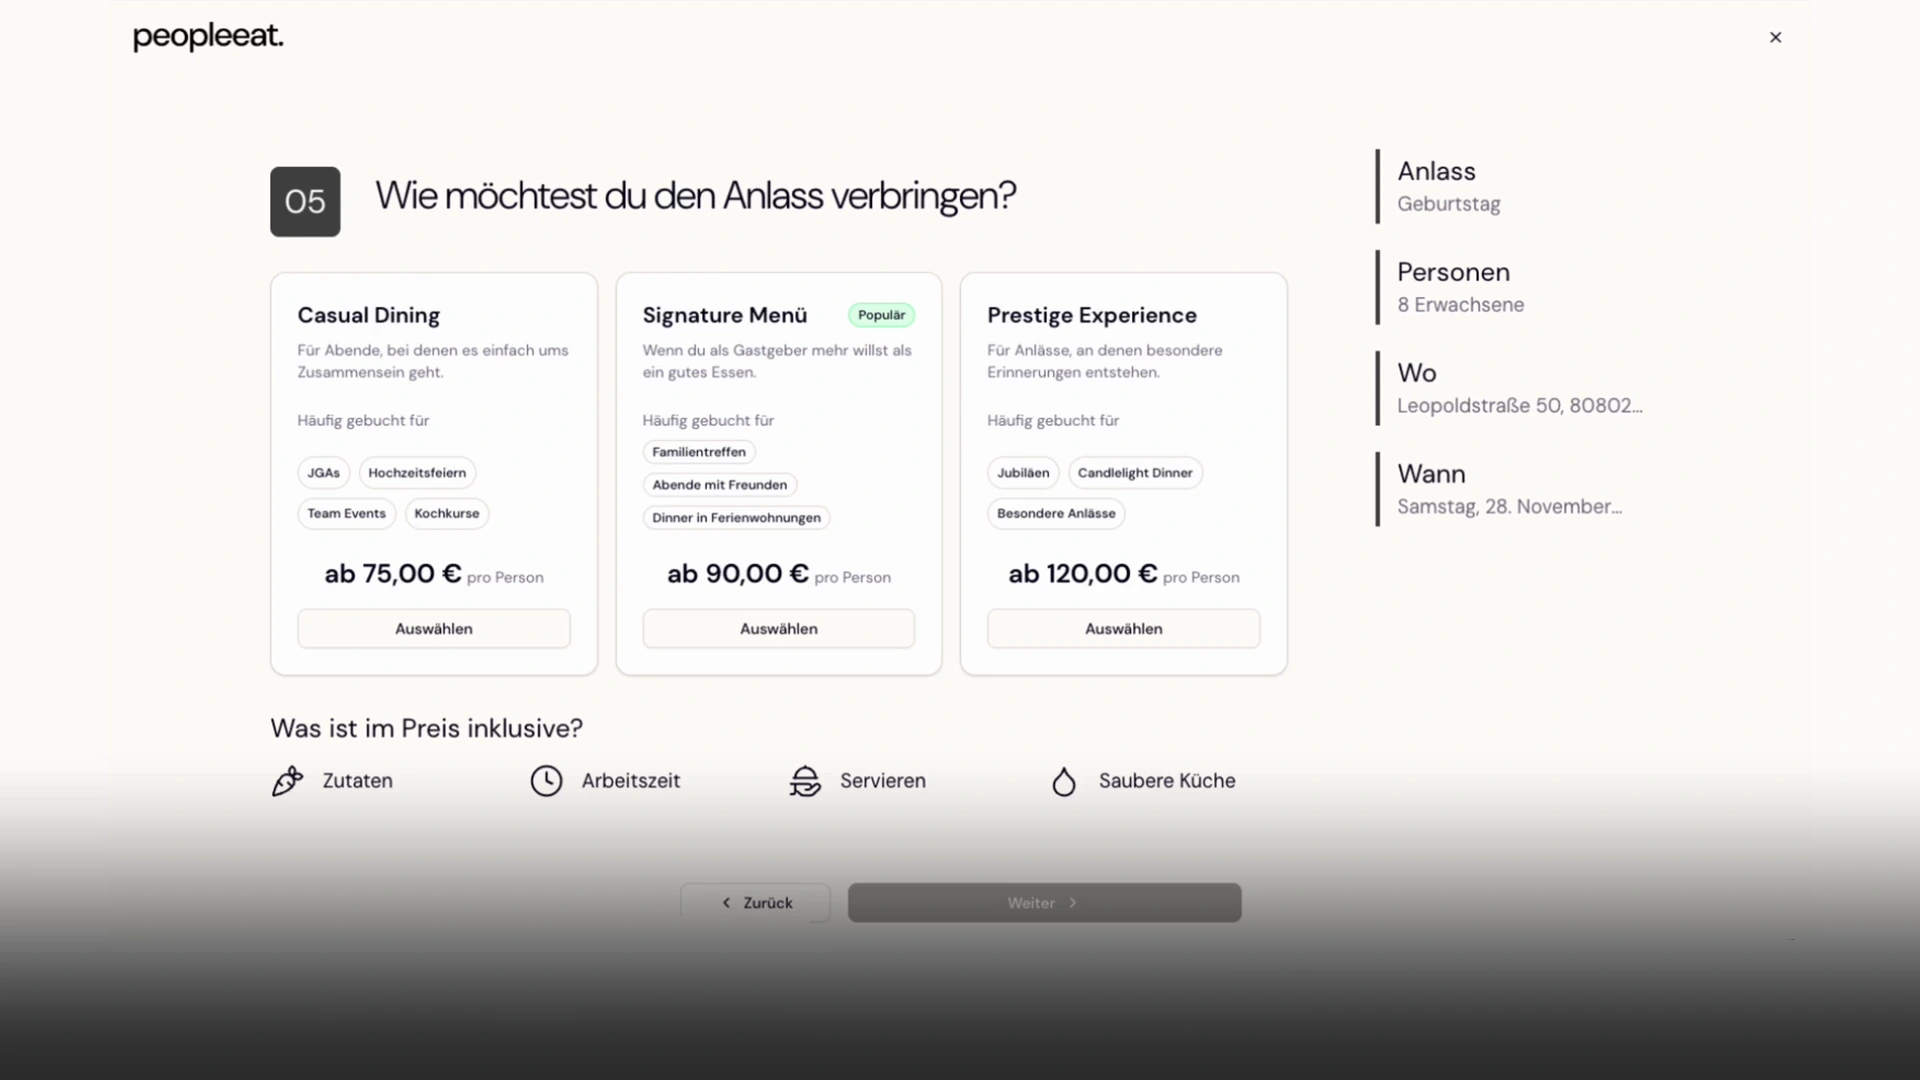 peopleeat.
05
Wie möchtest du den Anlass verbringen?
Casual Dining
Für Abende, bei denen es einfach ums
Zusammensein geht.
Häufig gebucht für
JGAs
Hochzeitsfeiern
Team Events
Kochkurse
ab 75,00 € pro Person
Auswählen
Signature Menü
Populär
Wenn du als Gastgeber mehr willst als
ein gutes Essen.
Häufig gebucht für
Familientreffen
Abende mit Freunden
Dinner in Ferienwohnungen
ab 90,00 € pro Person
Auswählen
Prestige Experience
Für Anlässe, an denen besondere
Erinnerungen entstehen.
Häufig gebucht für
Jubiläen
Candlelight Dinner
Besondere Anlässe
ab 120,00 € pro Person
Auswählen
Anlass
Geburtstag
Personen
8 Erwachsene
Wo
Leopoldstraße 50, 80802...
Wann
Samstag, 28. November...
Was ist im Preis inklusive?
Zutaten
Arbeitszeit
Servieren
Saubere Küche
Zurück
Weiter